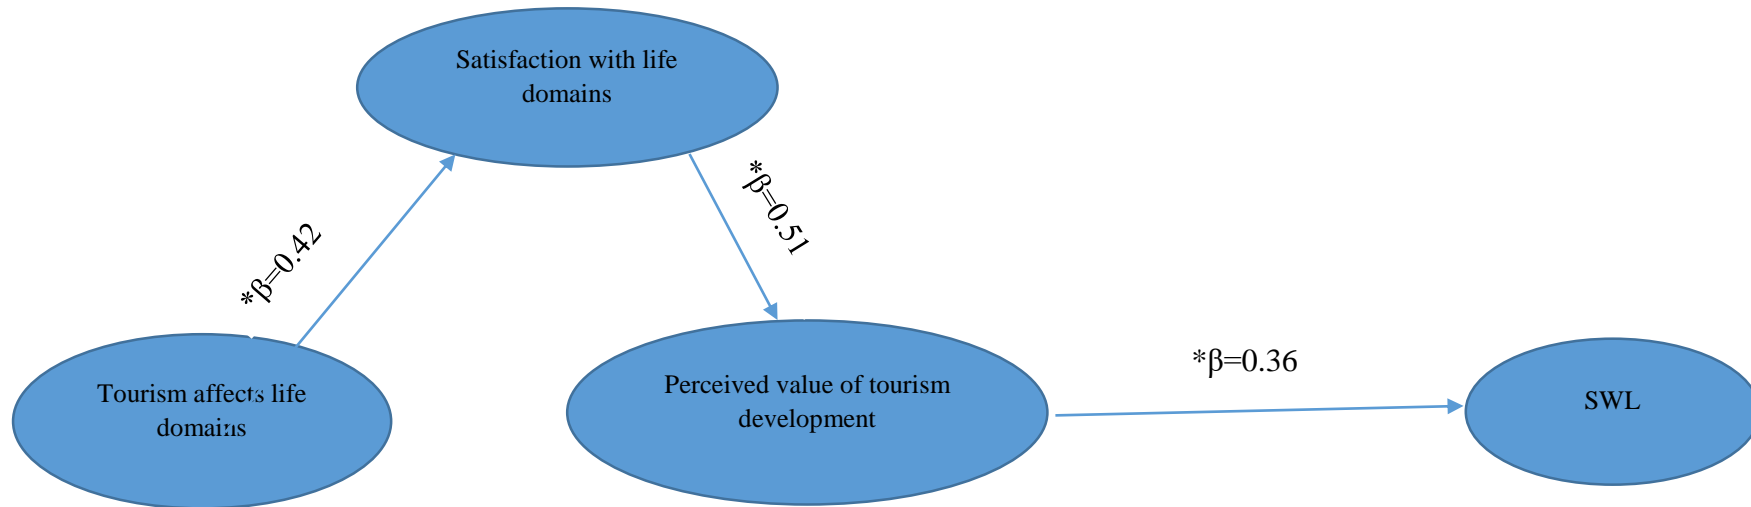 Satisfaction with life
domains
*β=0.51
*β=0.42
Tourism affects life
domains
Perceived value of tourism
development
*β=0.36
SWL